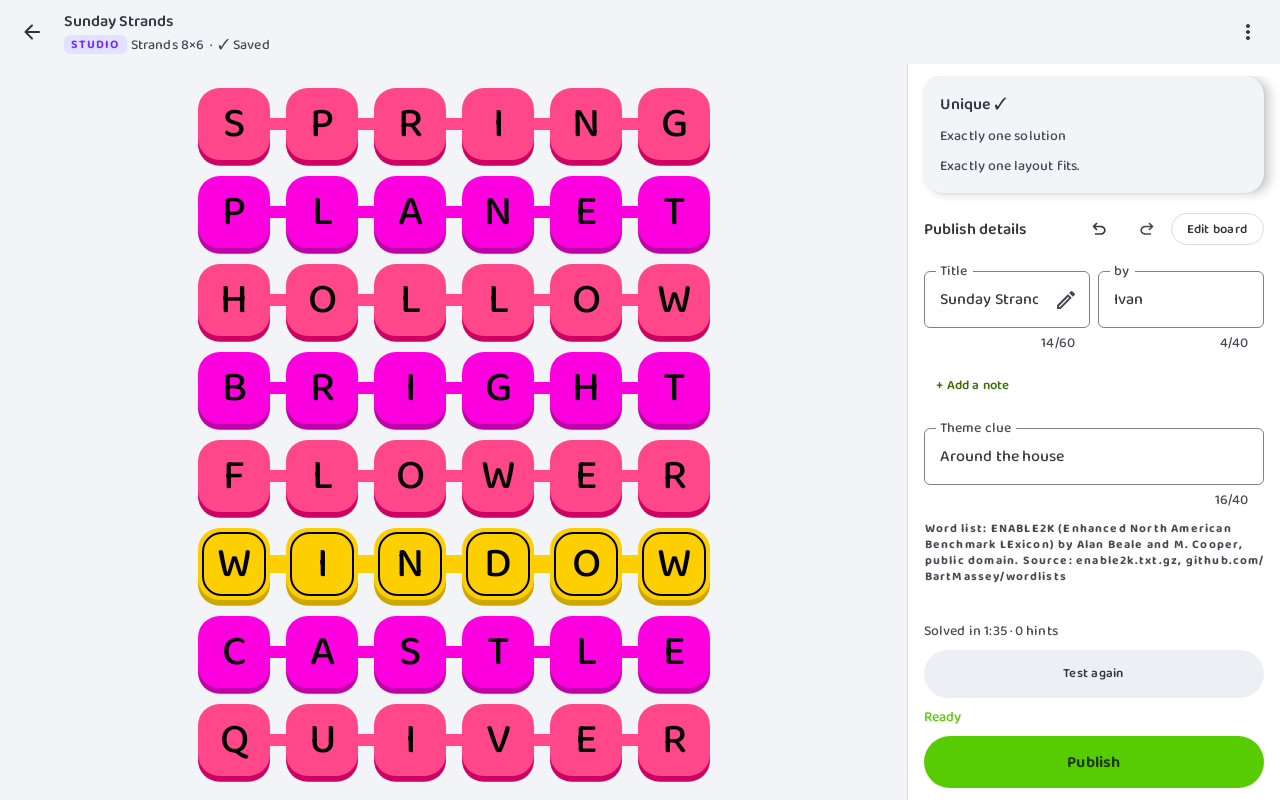 Sunday Strands
STUDIO Strands 8×6 · ✓ Saved
S P R I N G
P L A N E T
H O L L O W
B R I G H T
F L O W E R
W I N D O W
C A S T L E
Q U I V E R
Unique ✓
Exactly one solution
Exactly one layout fits.
Publish details
Edit board
Title
Sunday Stranc
14/60
by
Ivan
4/40
+ Add a note
Theme clue
Around the house
16/40
Word list: ENABLE2K (Enhanced North American
Benchmark LExicon) by Alan Beale and M. Cooper,
public domain. Source: enable2k.txt.gz, github.com/
BartMassey/wordlists
Solved in 1:35 · 0 hints
Test again
Ready
Publish